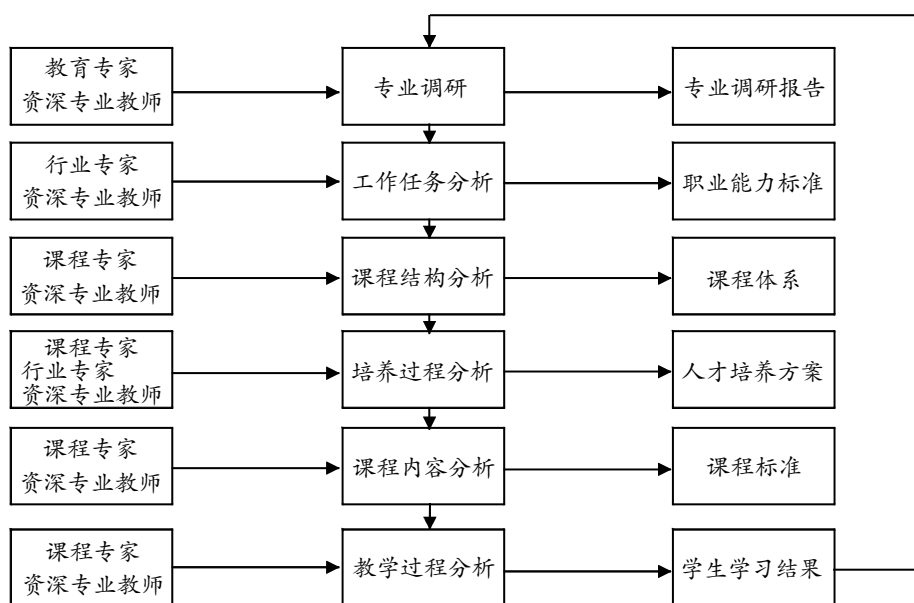 教育专家
资深专业教师
专业调研
专业调研报告
行业专家
资深专业教师
工作任务分析
职业能力标准
课程专家
资深专业教师
课程结构分析
课程体系
课程专家
行业专家
资深专业教师
培养过程分析
人才培养方案
课程专家
资深专业教师
课程内容分析
课程标准
课程专家
资深专业教师
教学过程分析
学生学习结果